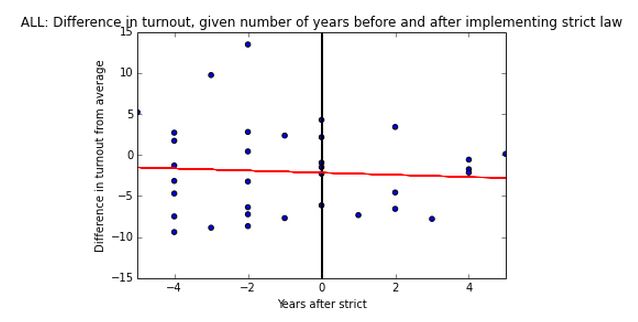 ALL: Difference in turnout, given number of years before and after implementing strict law
15
10
5
0
−5
−10
−15
Difference in turnout from average
−4 −2 0 2 4
Years after strict